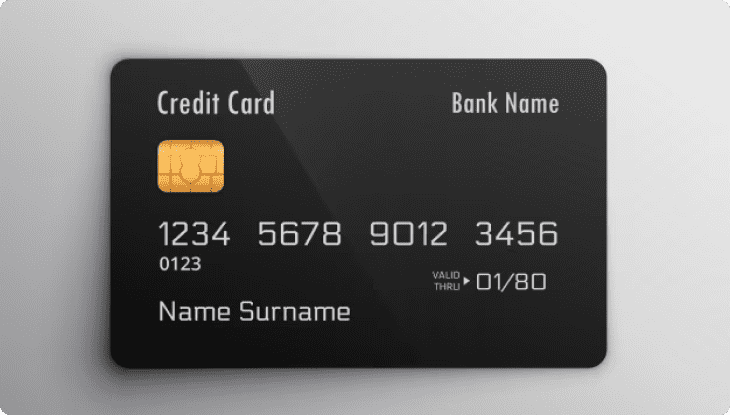 Credit Card Bank Name
1234 5678 9012 3456
0123
VALID THRU 01/80
Name Surname